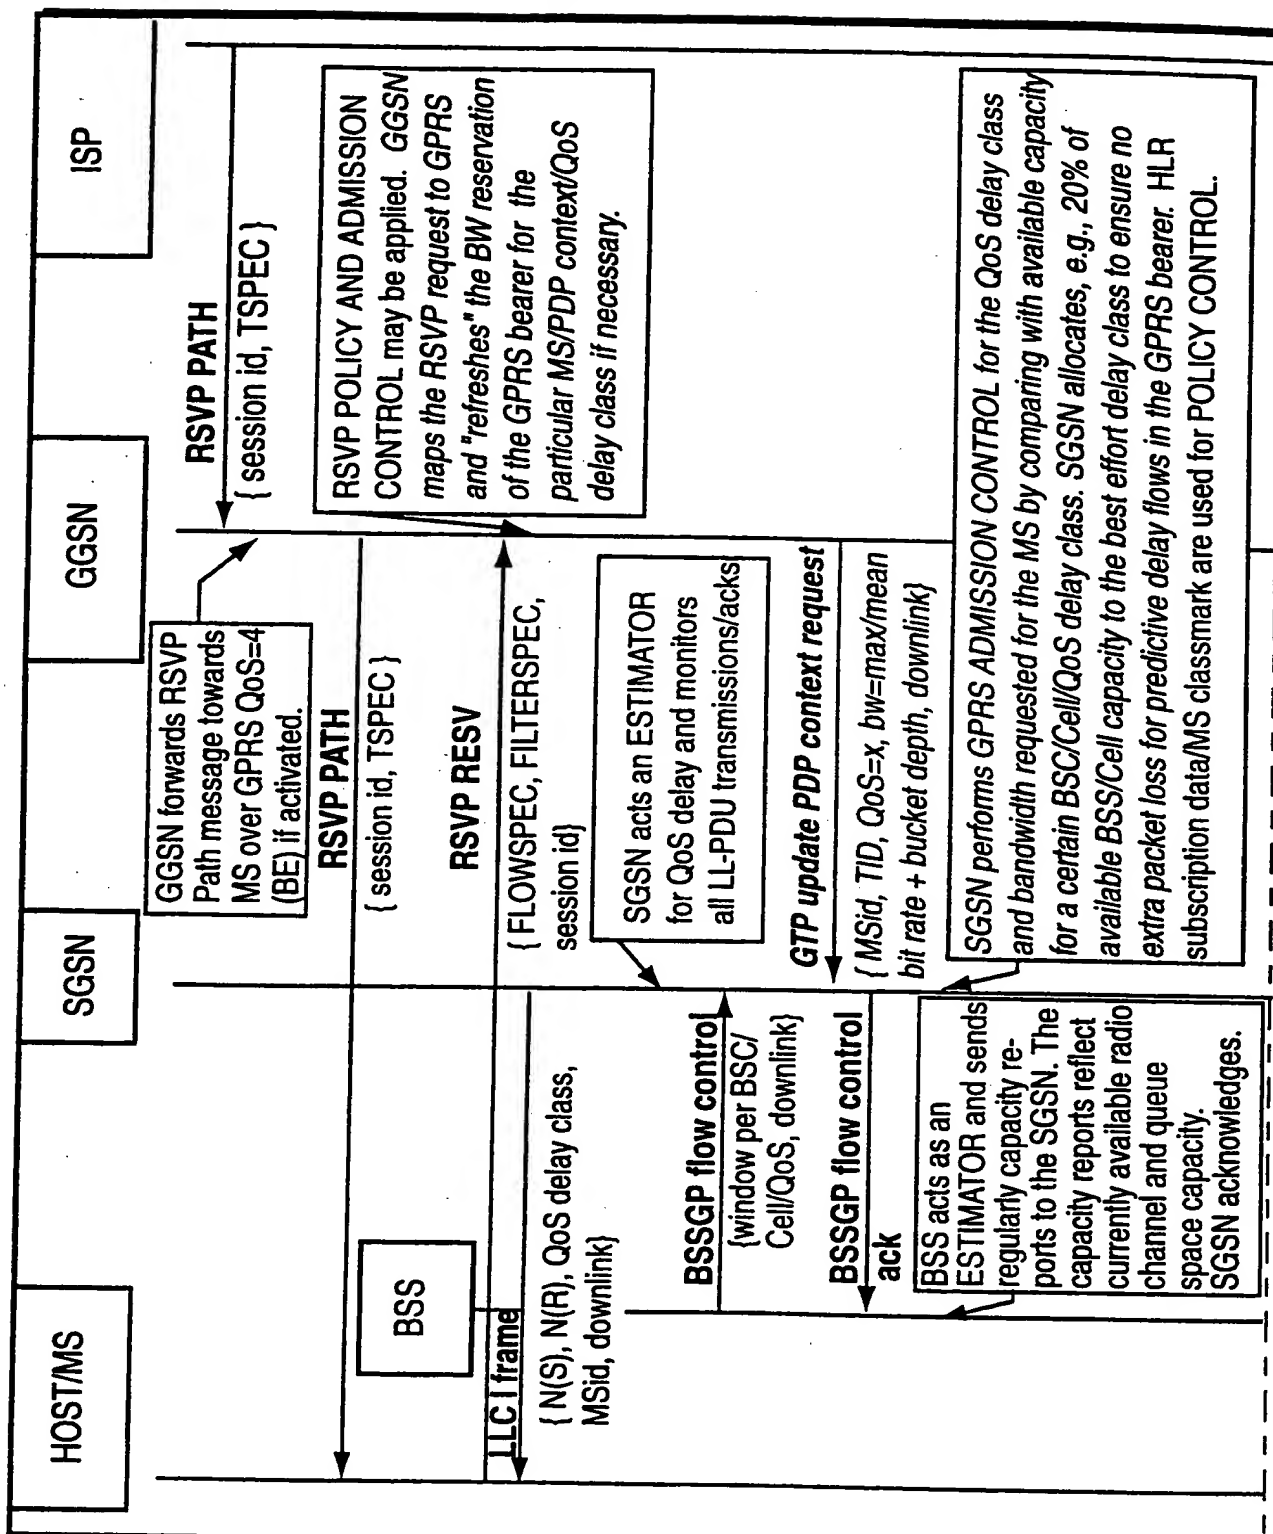 HOST/MS
SGSN
GGSN
ISP
RSVP PATH
{ session id, TSPEC }
GGSN forwards RSVP
Path message towards
MS over GPRS QoS=4
(BE) if activated.
RSVP PATH
{ session id, TSPEC }
RSVP POLICY AND ADMISSION
CONTROL may be applied. GGSN
maps the RSVP request to GPRS
and "refreshes" the BW reservation
of the GPRS bearer for the
particular MS/PDP context/QoS
delay class if necessary.
BSS
RSVP RESV
{ FLOWSPEC, FILTERSPEC,
session id}
LLC I frame
{ N(S), N(R), QoS delay class,
MSid, downlink}
SGSN acts an ESTIMATOR
for QoS delay and monitors
all LL-PDU transmissions/acks
BSSGP flow control
{window per BSC/
Cell/QoS, downlink}
GTP update PDP context request
{ MSid, TID, QoS=x, bw=max/mean
bit rate + bucket depth, downlink}
BSSGP flow control
ack
BSS acts as an
ESTIMATOR and sends
regularly capacity re-
ports to the SGSN. The
capacity reports reflect
currently available radio
channel and queue
space capacity.
SGSN acknowledges.
SGSN performs GPRS ADMISSION CONTROL for the QoS delay class
and bandwidth requested for the MS by comparing with available capacity
for a certain BSC/Cell/QoS delay class. SGSN allocates, e.g., 20% of
available BSS/Cell capacity to the best effort delay class to ensure no
extra packet loss for predictive delay flows in the GPRS bearer. HLR
subscription data/MS classmark are used for POLICY CONTROL.